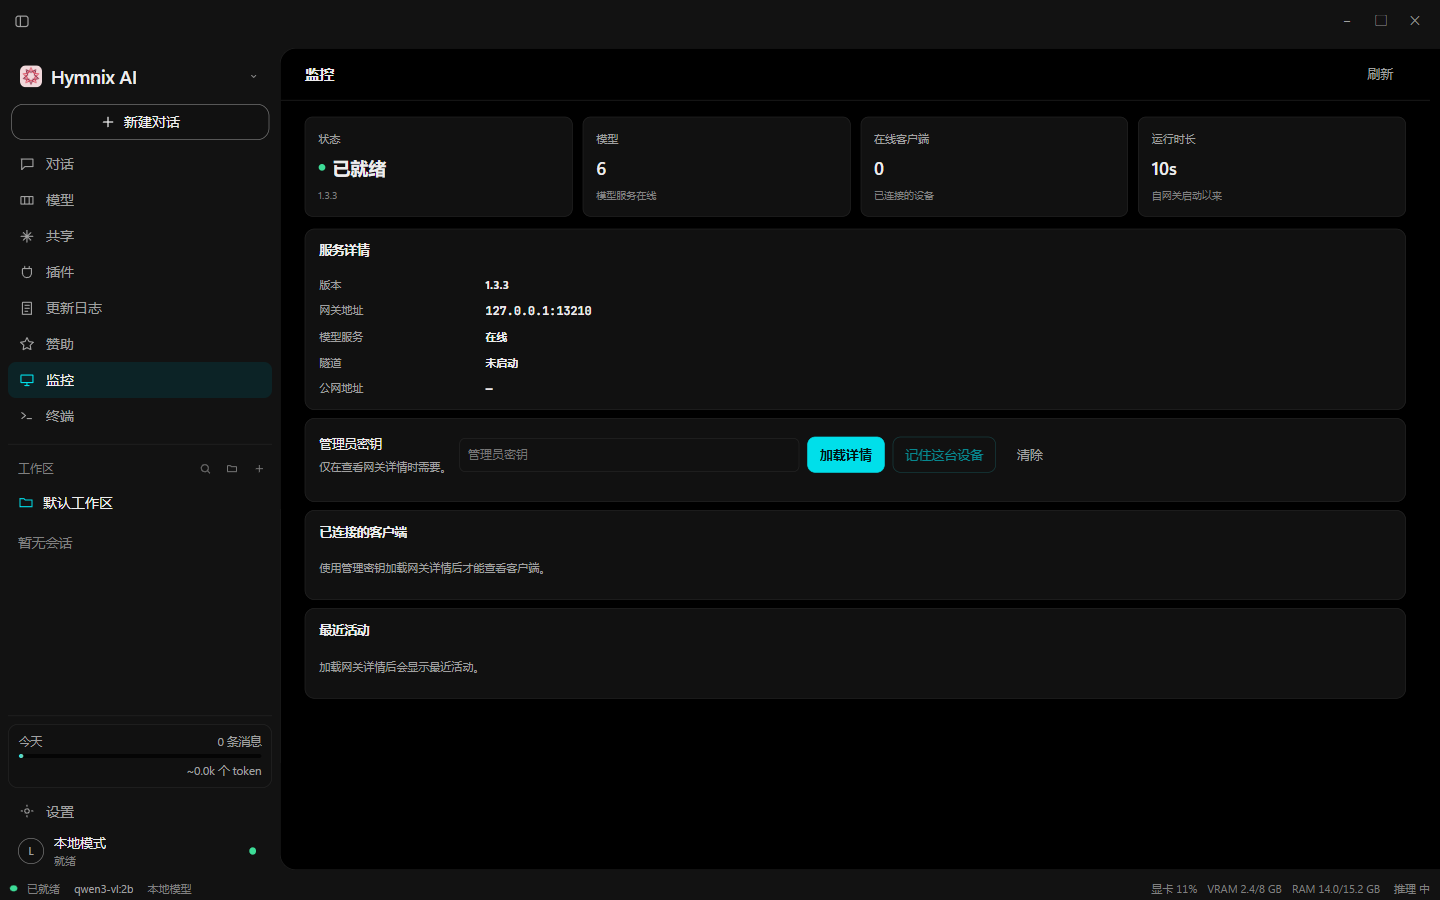 Hymnix AI
新建对话
对话
模型
共享
插件
更新日志
赞助
监控
终端
工作区
默认工作区
暂无会话
今天 0 条消息
~0.0k 个 token
设置
L 本地模式
就绪
监控 刷新
状态
已就绪
1.3.3
模型
6
模型服务在线
在线客户端
0
已连接的设备
运行时长
10s
自网关启动以来
服务详情
版本 1.3.3
网关地址 127.0.0.1:13210
模型服务 在线
隧道 未启动
公网地址 —
管理员密钥
仅在查看网关详情时需要。
管理员密钥 加载详情 记住这台设备 清除
已连接的客户端
使用管理密钥加载网关详情后才能查看客户端。
最近活动
加载网关详情后会显示最近活动。
已就绪 qwen3-vl:2b 本地模型 显卡 11% VRAM 2.4/8 GB RAM 14.0/15.2 GB 推理 中